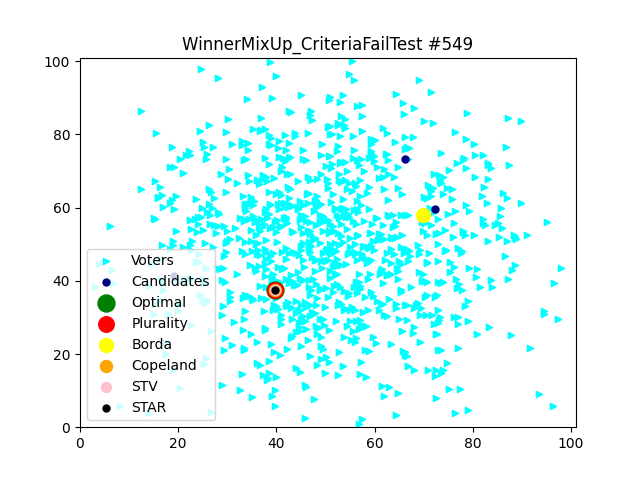 WinnerMixUp_CriteriaFailTest #549
100
80
60
40
20
0
Voters
Candidates
Optimal
Plurality
Borda
Copeland
STV
STAR
0 20 40 60 80 100